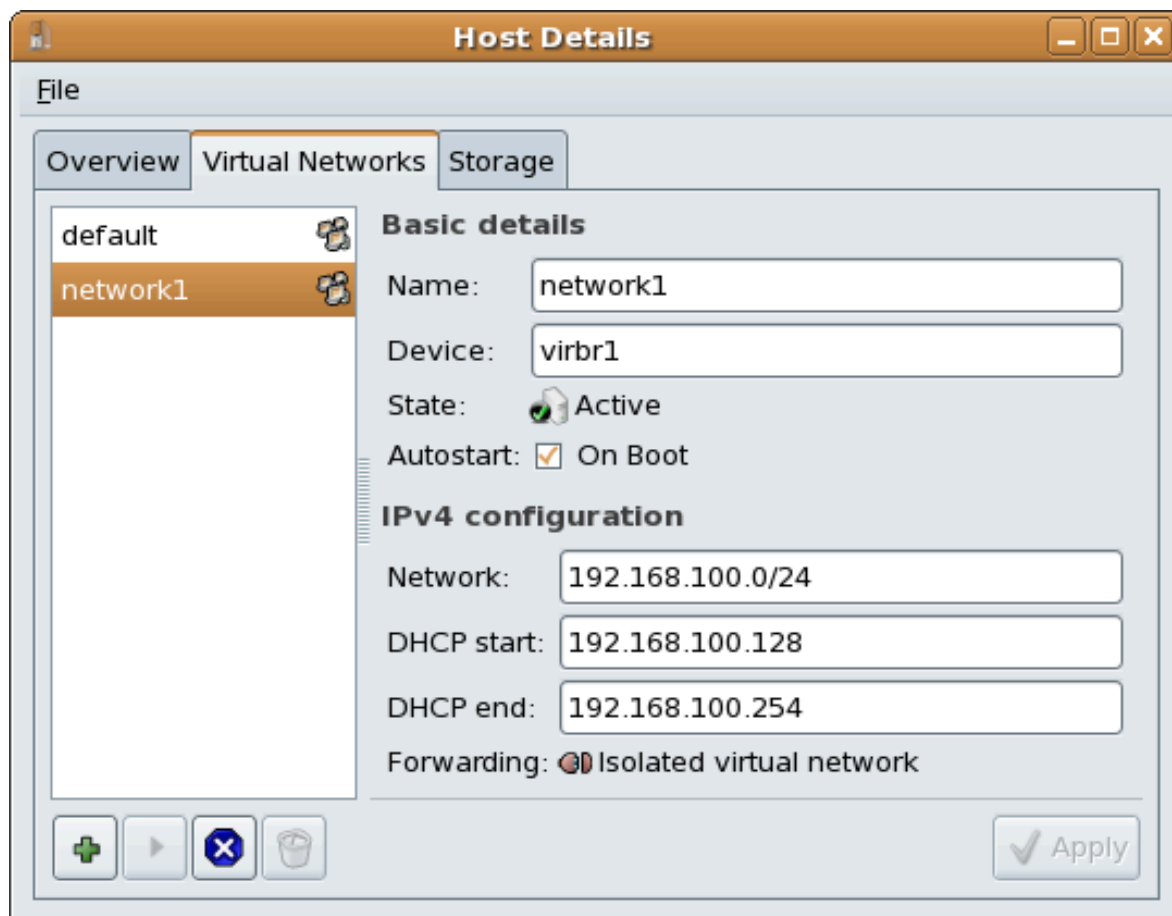 Host Details
File
Overview Virtual Networks Storage
default
network1
Basic details
Name: network1
Device: virbr1
State: Active
Autostart: On Boot
IPv4 configuration
Network: 192.168.100.0/24
DHCP start: 192.168.100.128
DHCP end: 192.168.100.254
Forwarding: Isolated virtual network
Apply